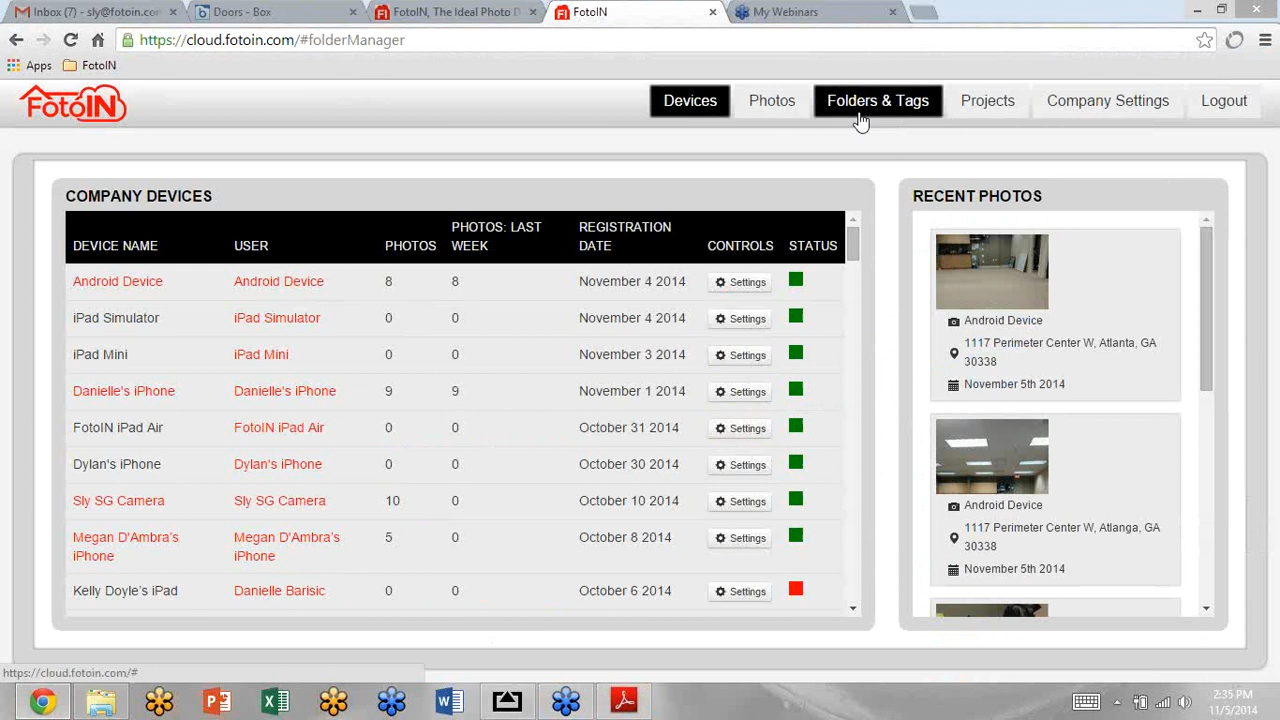 Inbox (7) - sly@fotoin.con
Doors - Box
FotoIN, The Ideal Photo D
FotoIN
My Webinars
https://cloud.fotoin.com/#folderManager
Apps
FotoIN
FotoIN
Devices
Photos
Folders & Tags
Projects
Company Settings
Logout
COMPANY DEVICES
DEVICE NAME USER PHOTOS PHOTOS: LAST WEEK REGISTRATION DATE CONTROLS STATUS
Android Device Android Device 8 8 November 4 2014 Settings
iPad Simulator iPad Simulator 0 0 November 4 2014 Settings
iPad Mini iPad Mini 0 0 November 3 2014 Settings
Danielle's iPhone Danielle's iPhone 9 9 November 1 2014 Settings
FotoIN iPad Air FotoIN iPad Air 0 0 October 31 2014 Settings
Dylan's iPhone Dylan's iPhone 0 0 October 30 2014 Settings
Sly SG Camera Sly SG Camera 10 0 October 10 2014 Settings
Megan D'Ambra's iPhone Megan D'Ambra's iPhone 5 0 October 8 2014 Settings
Kelly Doyle's iPad Danielle Barisic 0 0 October 6 2014 Settings
RECENT PHOTOS
Android Device
1117 Perimeter Center W, Atlanta, GA
30338
November 5th 2014
Android Device
1117 Perimeter Center W, Atlanga, GA
30338
November 5th 2014
https://cloud.fotoin.com/#
2:35 PM
11/5/2014